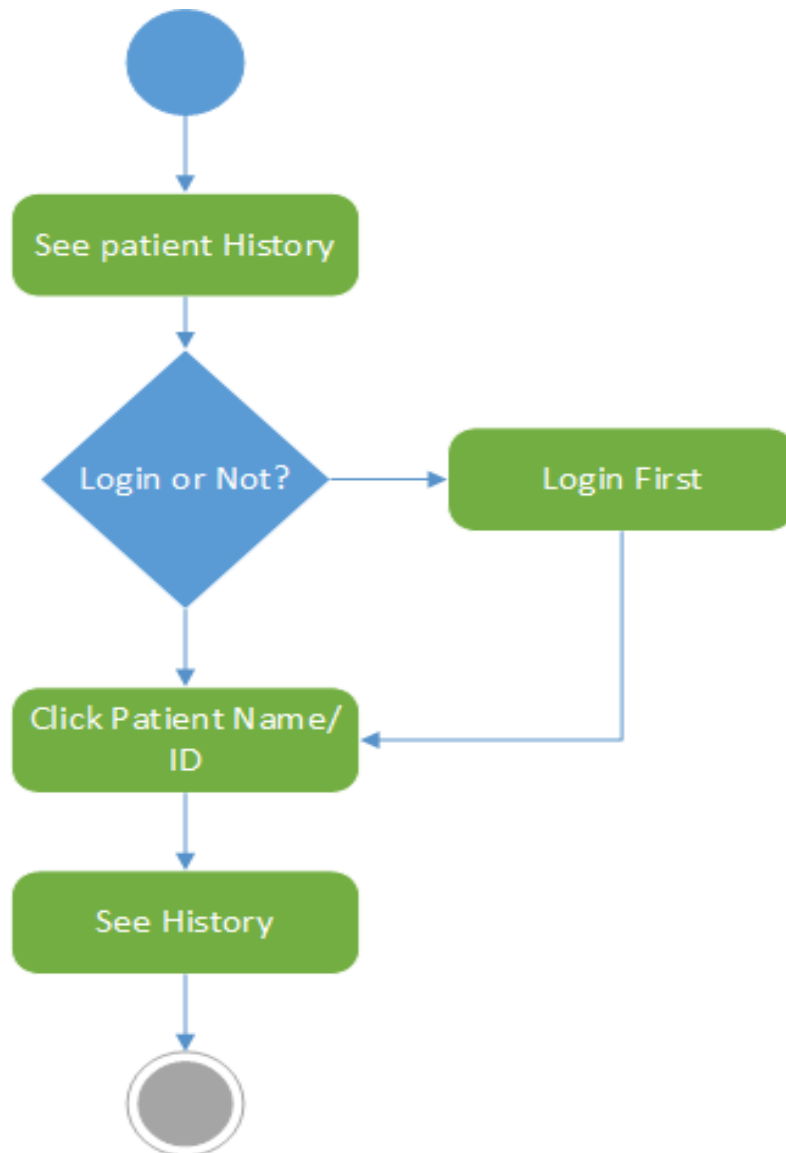 See patient History
Login or Not?
Login First
Click Patient Name/
ID
See History